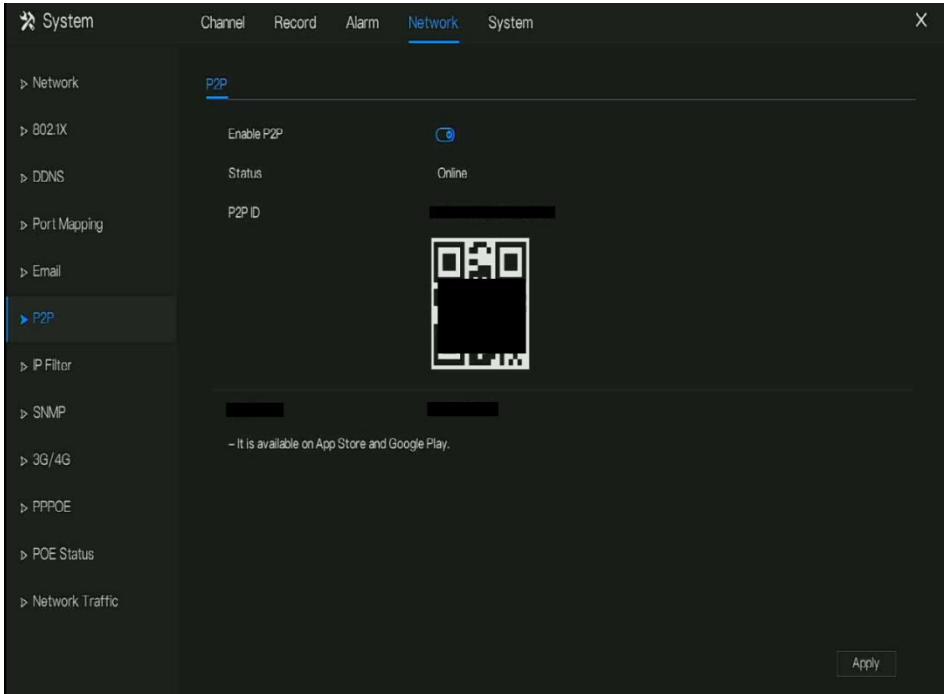 System
Channel Record Alarm Network System X
Network
802.1X
DDNS
Port Mapping
Email
P2P
IP Filter
SNMP
3G/4G
PPPOE
POE Status
Network Traffic
P2P
Enable P2P
Status Online
P2P ID
– It is available on App Store and Google Play.
Apply